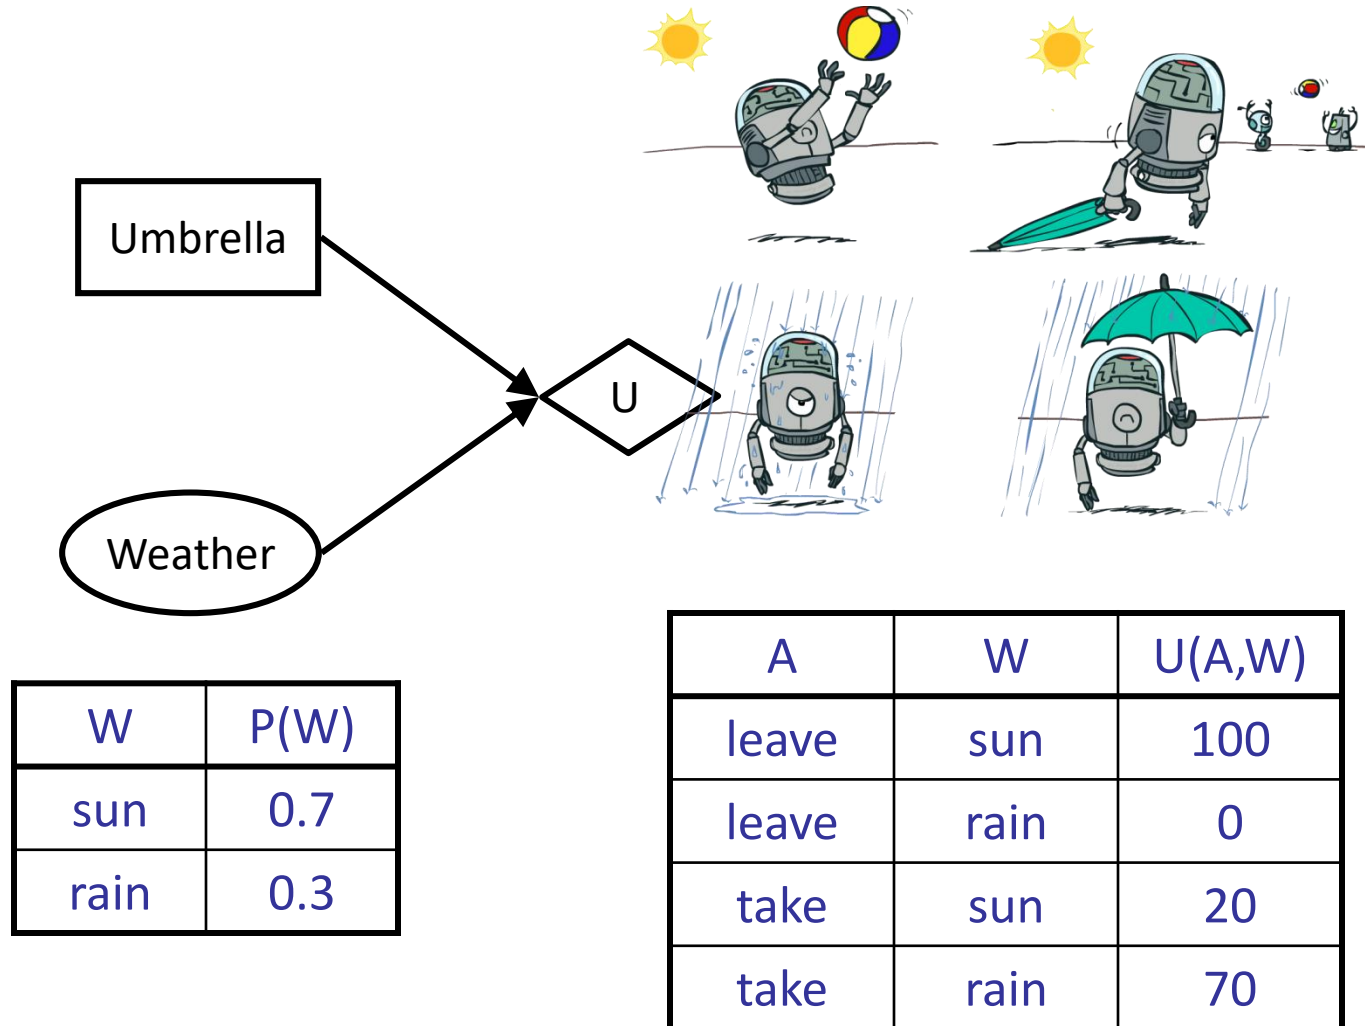 Umbrella
U
Weather
W P(W)
sun 0.7
rain 0.3
A W U(A,W)
leave sun 100
leave rain 0
take sun 20
take rain 70